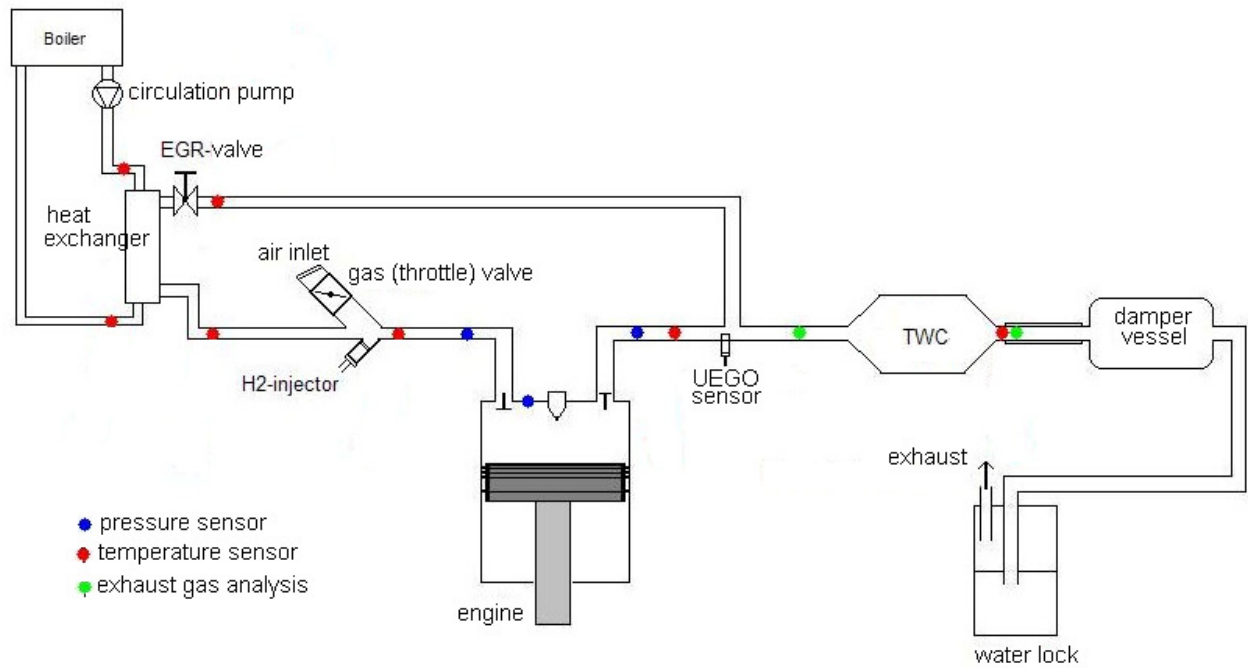 Boiler
circulation pump
EGR-valve
heat
exchanger
air inlet
gas (throttle) valve
H2-injector
UEGO
sensor
TWC
damper
vessel
exhaust
pressure sensor
temperature sensor
exhaust gas analysis
engine
water lock